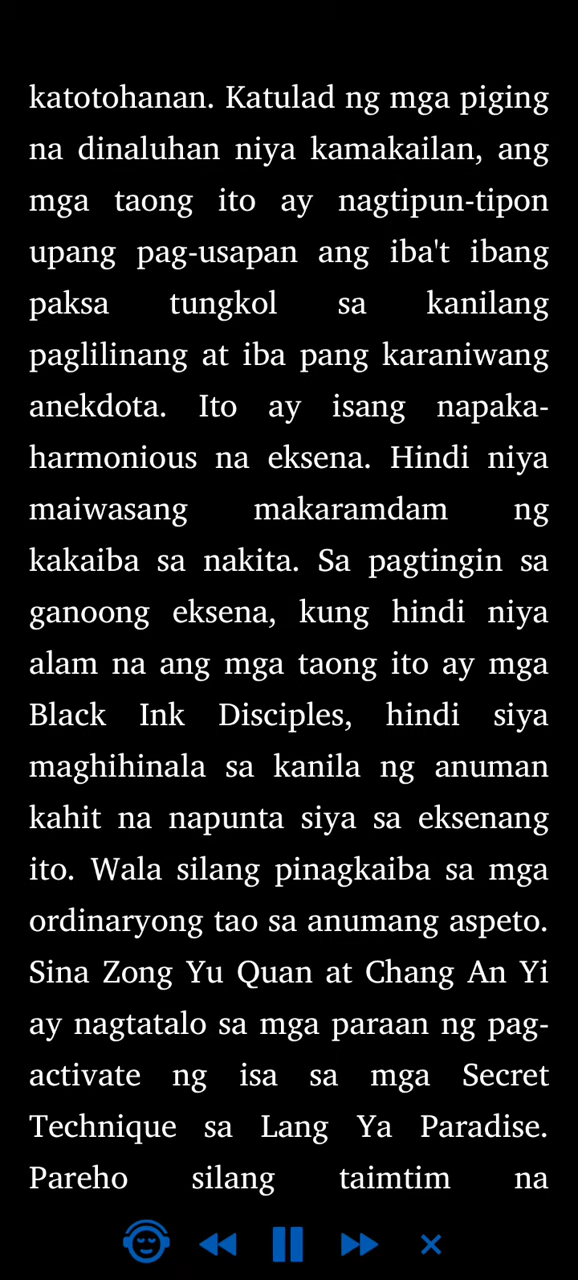 katotohanan. Katulad ng mga piging
na dinaluhan niya kamakailan, ang
mga taong ito ay nagtipun-tipon
upang pag-usapan ang iba't ibang
paksa tungkol sa kanilang
paglilinang at iba pang karaniwang
anekdota. Ito ay isang napaka-
harmonious na eksena. Hindi niya
maiwasang makaramdam ng
kakaiba sa nakita. Sa pagtingin sa
ganoong eksena, kung hindi niya
alam na ang mga taong ito ay mga
Black Ink Disciples, hindi siya
maghihinala sa kanila ng anuman
kahit na napunta siya sa eksenang
ito. Wala silang pinagkaiba sa mga
ordinaryong tao sa anumang aspeto.
Sina Zong Yu Quan at Chang An Yi
ay nagtatalo sa mga paraan ng pag-
activate ng isa sa mga Secret
Technique sa Lang Ya Paradise.
Pareho silang taimtim na